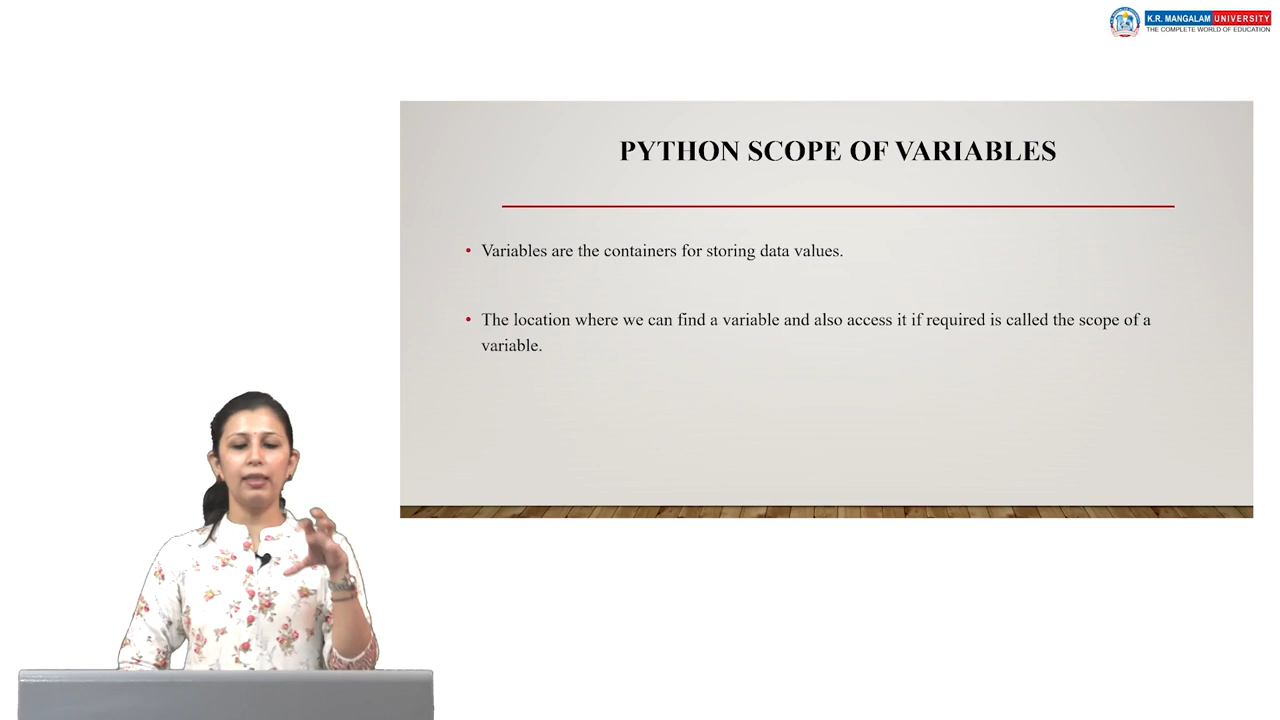 K.R. MANGALAM UNIVERSITY
THE COMPLETE WORLD OF EDUCATION
PYTHON SCOPE OF VARIABLES
• Variables are the containers for storing data values.
• The location where we can find a variable and also access it if required is called the scope of a
variable.